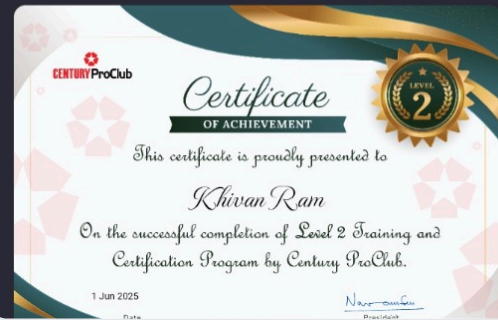 CENTURY ProClub
Certificate
OF ACHIEVEMENT
LEVEL
2
This certificate is proudly presented to
Khivan Ram
On the successful completion of Level 2 Training and
Certification Program by Century ProClub.
1 Jun 2025
Date
President